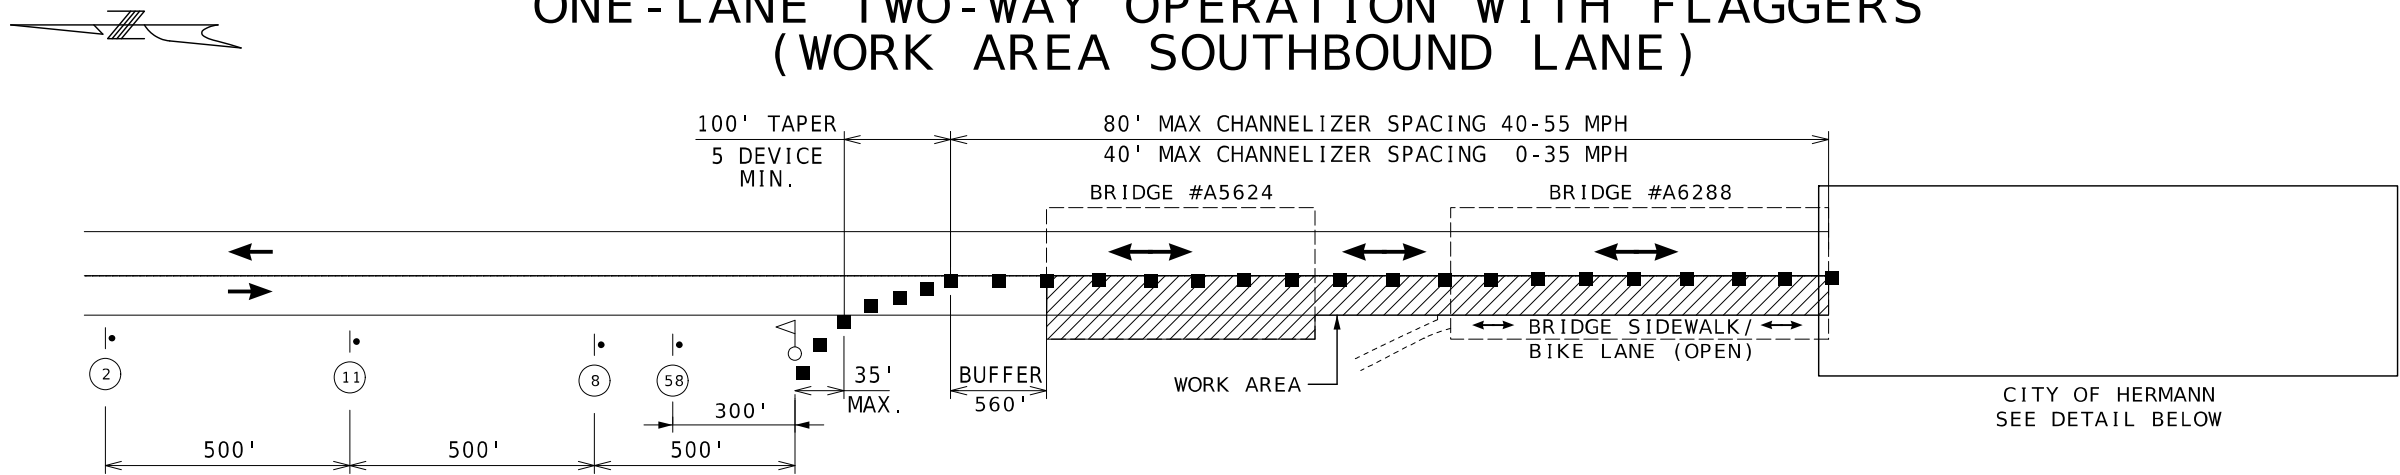 ONE-LANE TWO-WAY OPERATION WITH FLAGGERS
(WORK AREA SOUTHBOUND LANE)
100' TAPER
5 DEVICE
MIN.
80' MAX CHANNELIZER SPACING 40-55 MPH
40' MAX CHANNELIZER SPACING 0-35 MPH
BRIDGE #A5624
BRIDGE #A6288
2
11
8
58
35'
MAX.
BUFFER
560'
WORK AREA
BRIDGE SIDEWALK/
BIKE LANE (OPEN)
CITY OF HERMANN
SEE DETAIL BELOW
300'
500'
500'
500'